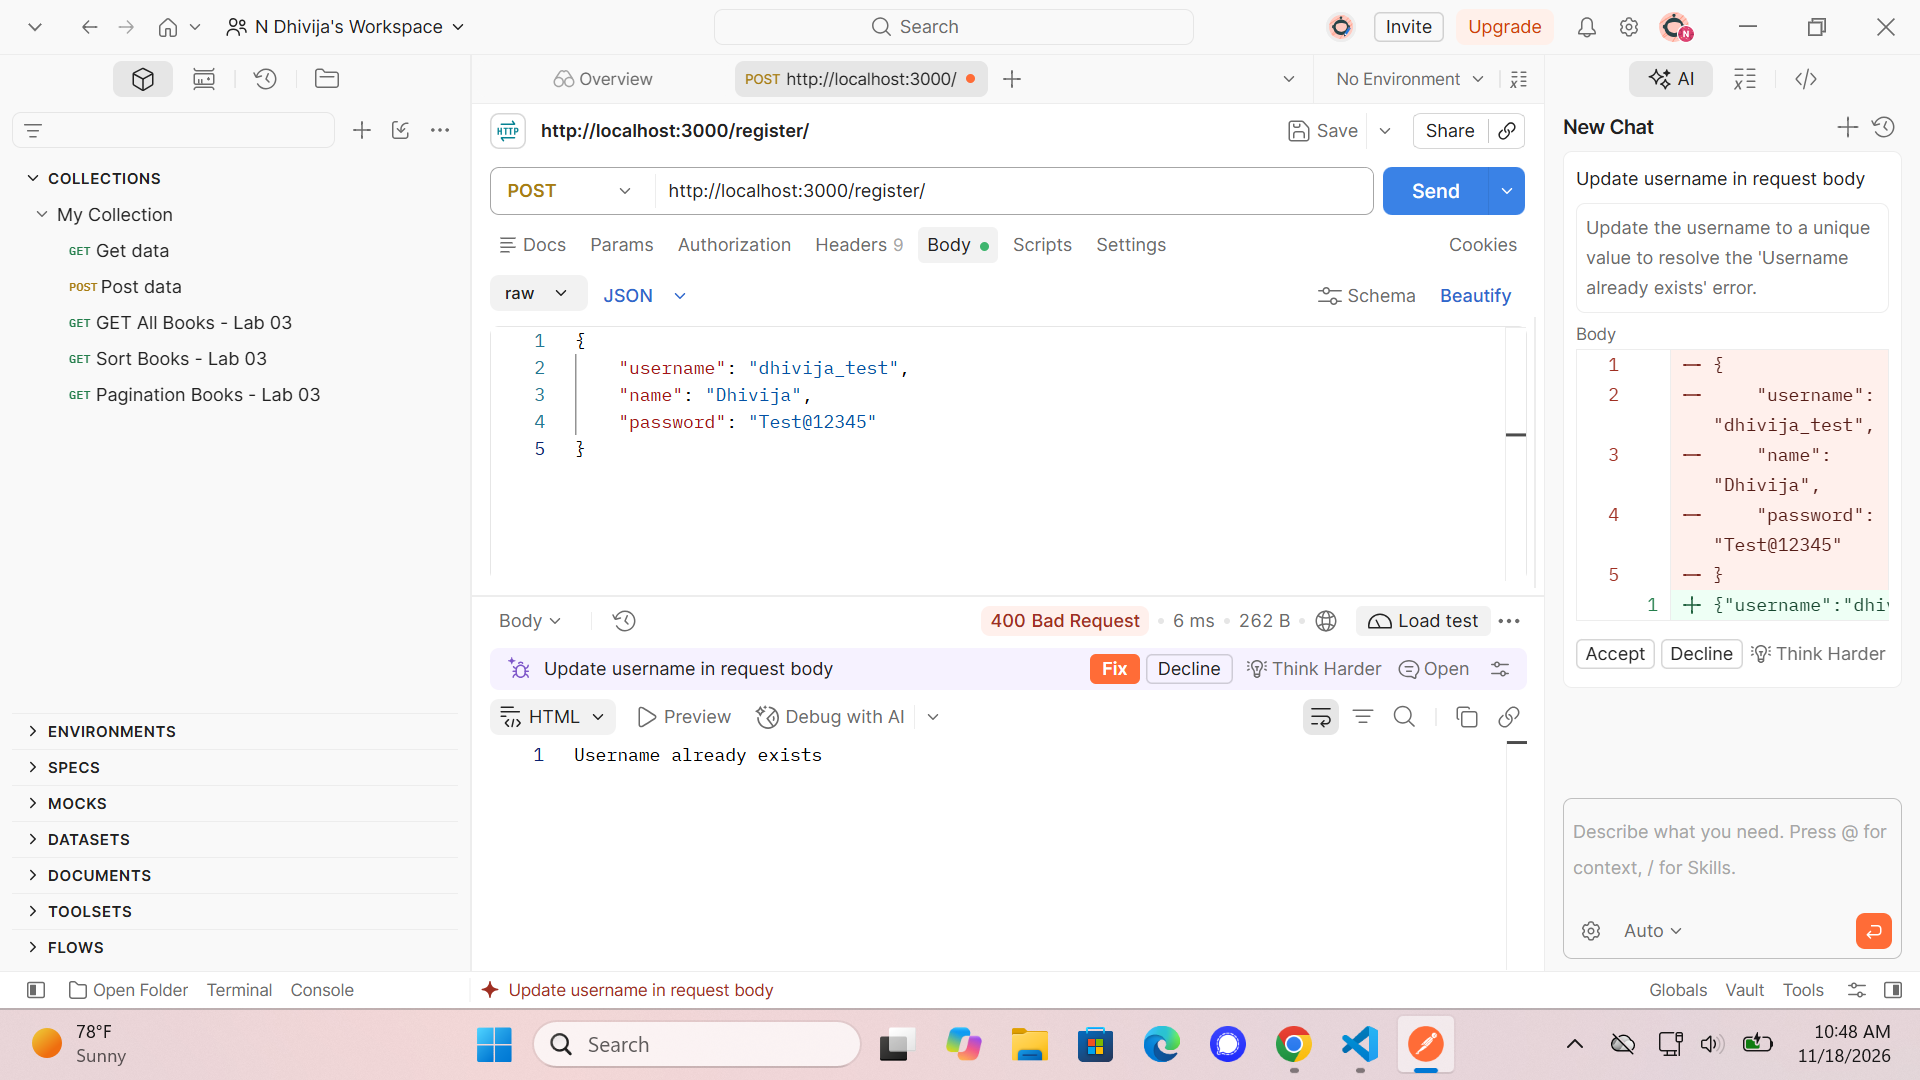 N Dhivija's Workspace
Search
Invite
Upgrade
N
Overview
POST http://localhost:3000/
No Environment
AI
http://localhost:3000/register/
HTTP
Save
Share
New Chat
COLLECTIONS
My Collection
GET Get data
POST Post data
GET GET All Books - Lab 03
GET Sort Books - Lab 03
GET Pagination Books - Lab 03
POST
http://localhost:3000/register/
Send
Docs
Params
Authorization
Headers 9
Body
Scripts
Settings
Cookies
raw
JSON
Schema
Beautify
1 {
2 "username": "dhivija_test",
3 "name": "Dhivija",
4 "password": "Test@12345"
5 }
Update username in request body
Update the username to a unique
value to resolve the 'Username
already exists' error.
Body
1 — {
2 — "username":
"dhivija_test",
3 — "name":
"Dhivija",
4 — "password":
"Test@12345"
5 — }
1 + {"username":"dhiv
Accept
Decline
Think Harder
Body
400 Bad Request
6 ms
262 B
Load test
Update username in request body
Fix
Decline
Think Harder
Open
HTML
Preview
Debug with AI
1 Username already exists
ENVIRONMENTS
SPECS
MOCKS
DATASETS
DOCUMENTS
TOOLSETS
FLOWS
Describe what you need. Press @ for
context, / for Skills.
Auto
Open Folder
Terminal
Console
Update username in request body
Globals
Vault
Tools
78°F
Sunny
Search
10:48 AM
11/18/2026